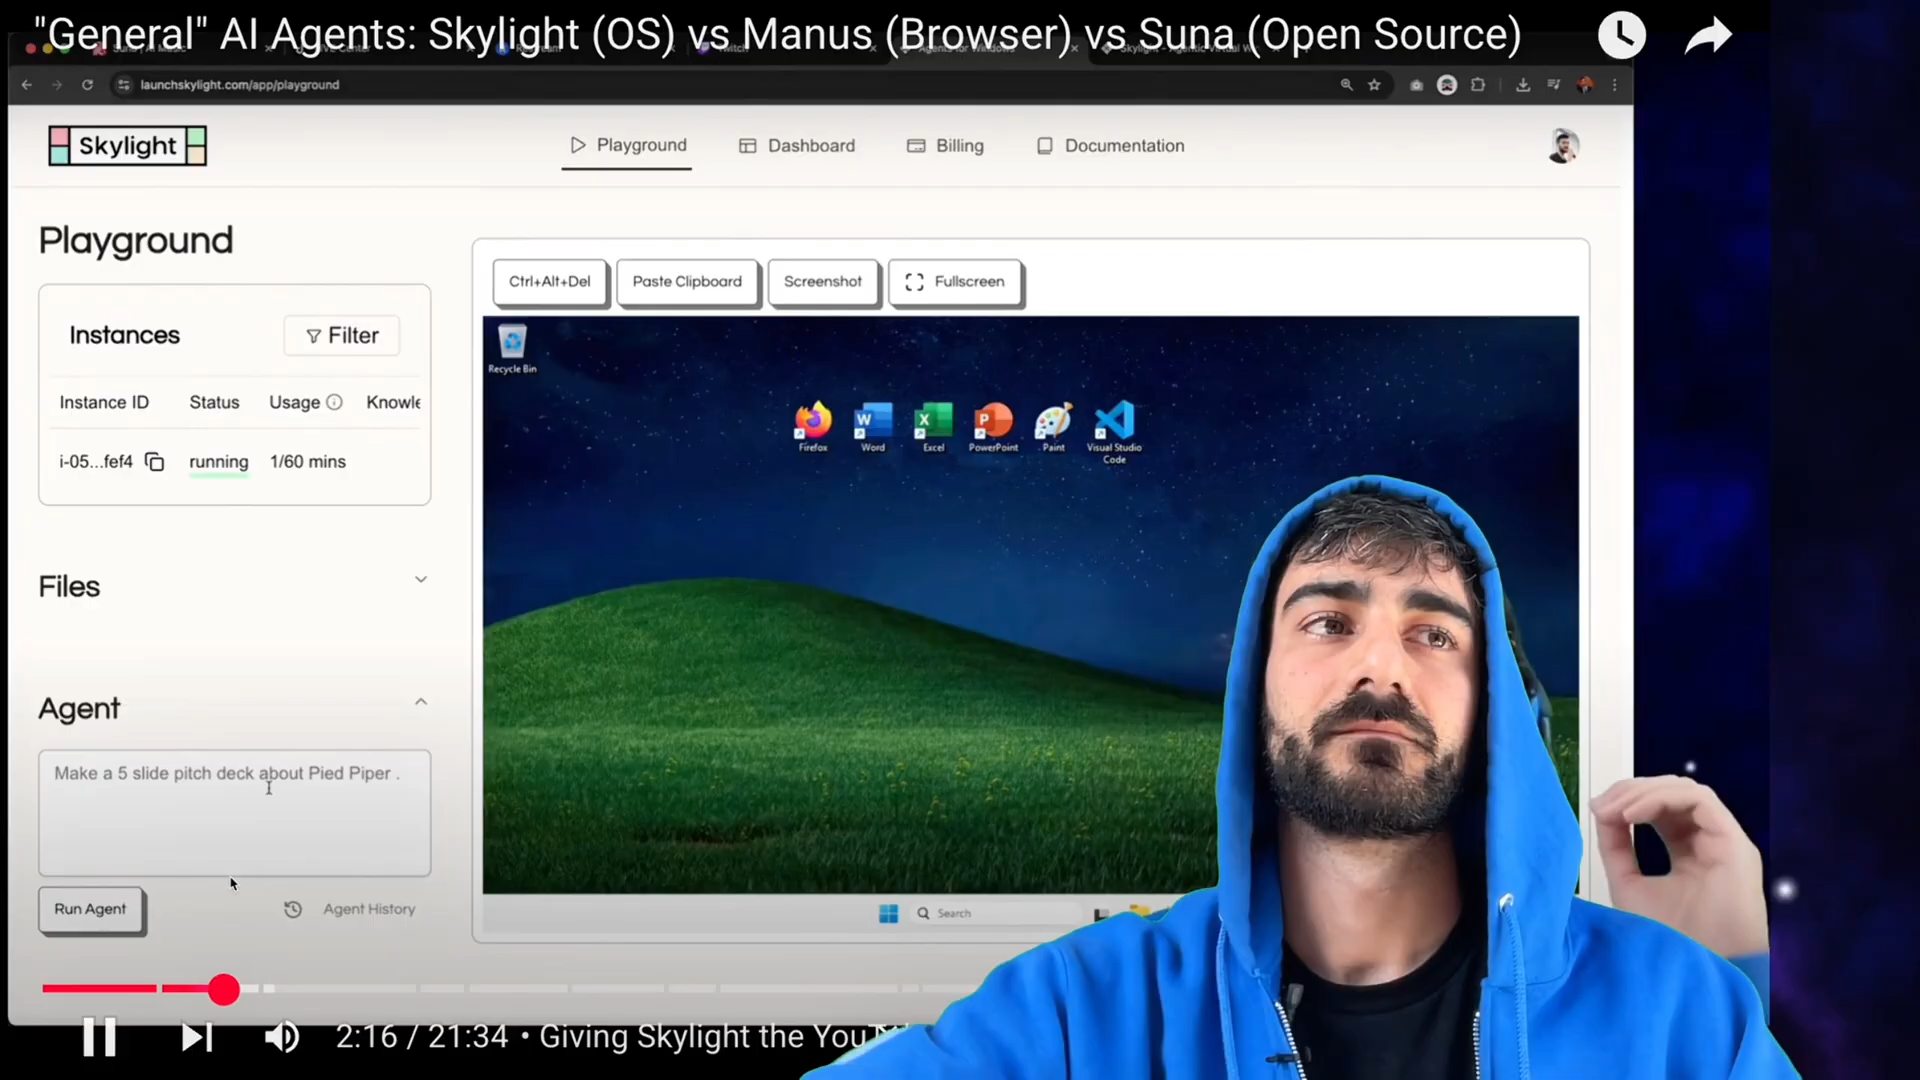 "General" AI Agents: Skylight (OS) vs Manus (Browser) vs Suna (Open Source)
launchskylight.com/app/playground
Skylight
Playground
Dashboard
Billing
Documentation
Playground
Ctrl+Alt+Del
Paste Clipboard
Screenshot
Fullscreen
Instances
Filter
Instance ID
Status
Usage
Knowle
i-05...fef4
running
1/60 mins
Recycle Bin
Firefox
Word
Excel
PowerPoint
Paint
Visual Studio
Code
Files
Agent
Make a 5 slide pitch deck about Pied Piper .
Run Agent
Agent History
Search
2:16 / 21:34 • Giving Skylight the You